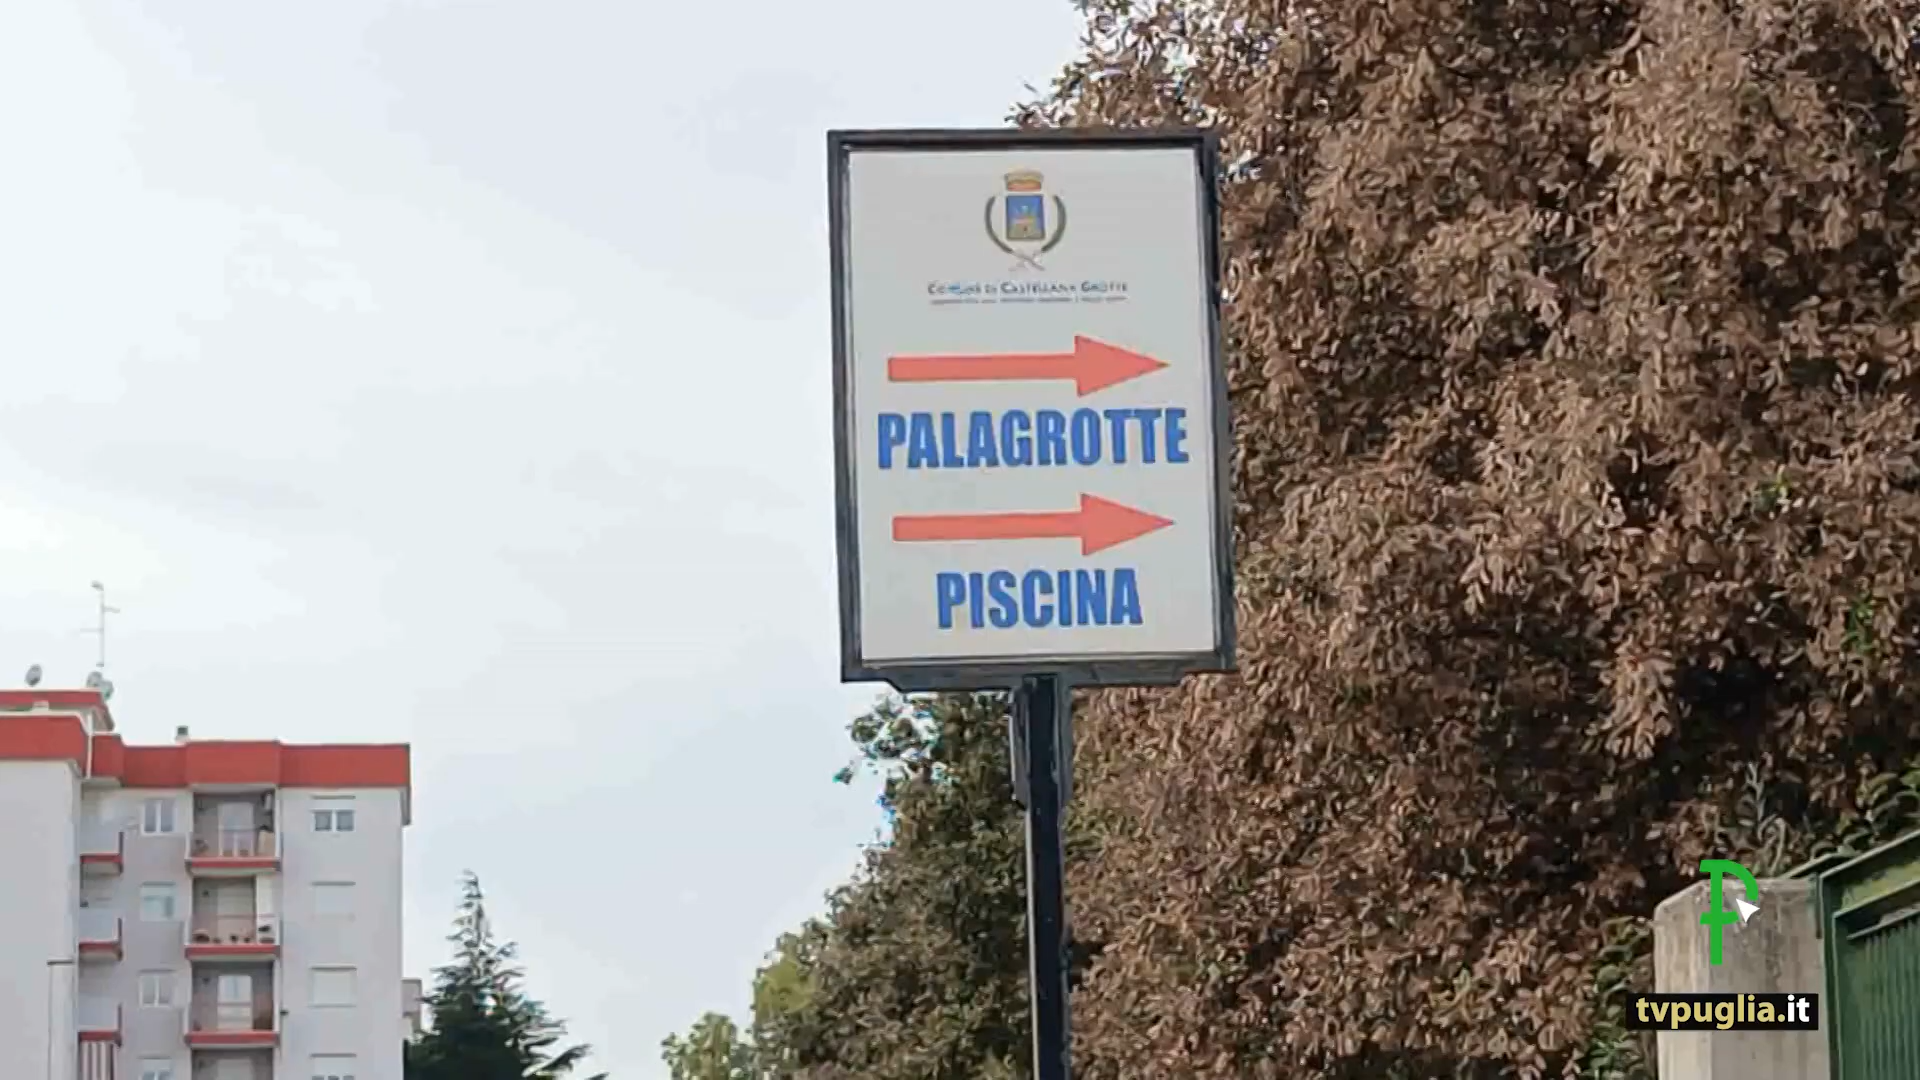 COMUNE DI CASTELLANA GROTTE
PALAGROTTE
PISCINA
tvpuglia.it